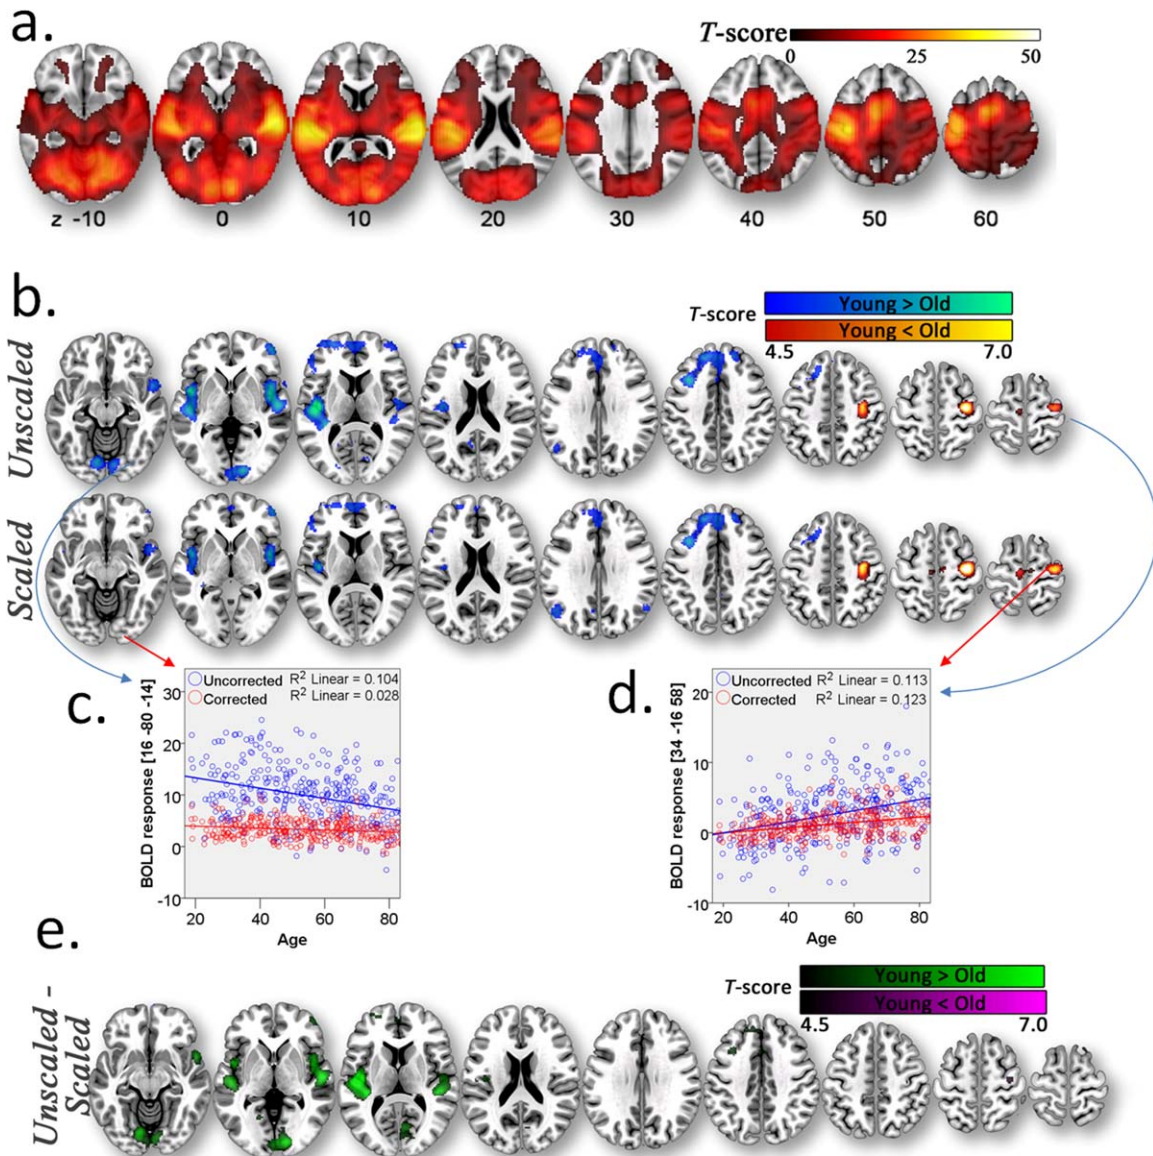 a.
T-score
0 25 50
z -10 0 10 20 30 40 50 60
b.
Unscaled
T-score
Young > Old
Young < Old
4.5 7.0
Scaled
c.
Uncorrected R² Linear = 0.104
Corrected R² Linear = 0.028
BOLD response [16 -80 -14]
30
20
10
0
-10
20 40 60 80
Age
d.
Uncorrected R² Linear = 0.113
Corrected R² Linear = 0.123
BOLD response [34 -16 58]
20
10
0
-10
20 40 60 80
Age
e.
Unscaled -
Scaled
T-score
Young > Old
Young < Old
4.5 7.0